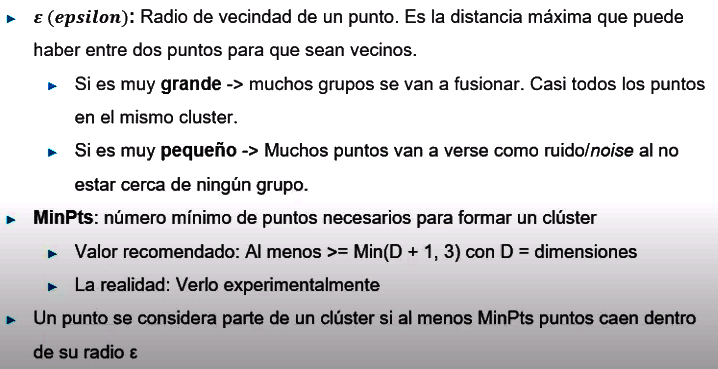 ε (epsilon): Radio de vecindad de un punto. Es la distancia máxima que puede
haber entre dos puntos para que sean vecinos.
Si es muy grande -> muchos grupos se van a fusionar. Casi todos los puntos
en el mismo cluster.
Si es muy pequeño -> Muchos puntos van a verse como ruido/noise al no
estar cerca de ningún grupo.
MinPts: número mínimo de puntos necesarios para formar un clúster
Valor recomendado: Al menos >= Min(D + 1, 3) con D = dimensiones
La realidad: Verlo experimentalmente
Un punto se considera parte de un clúster si al menos MinPts puntos caen dentro
de su radio ε